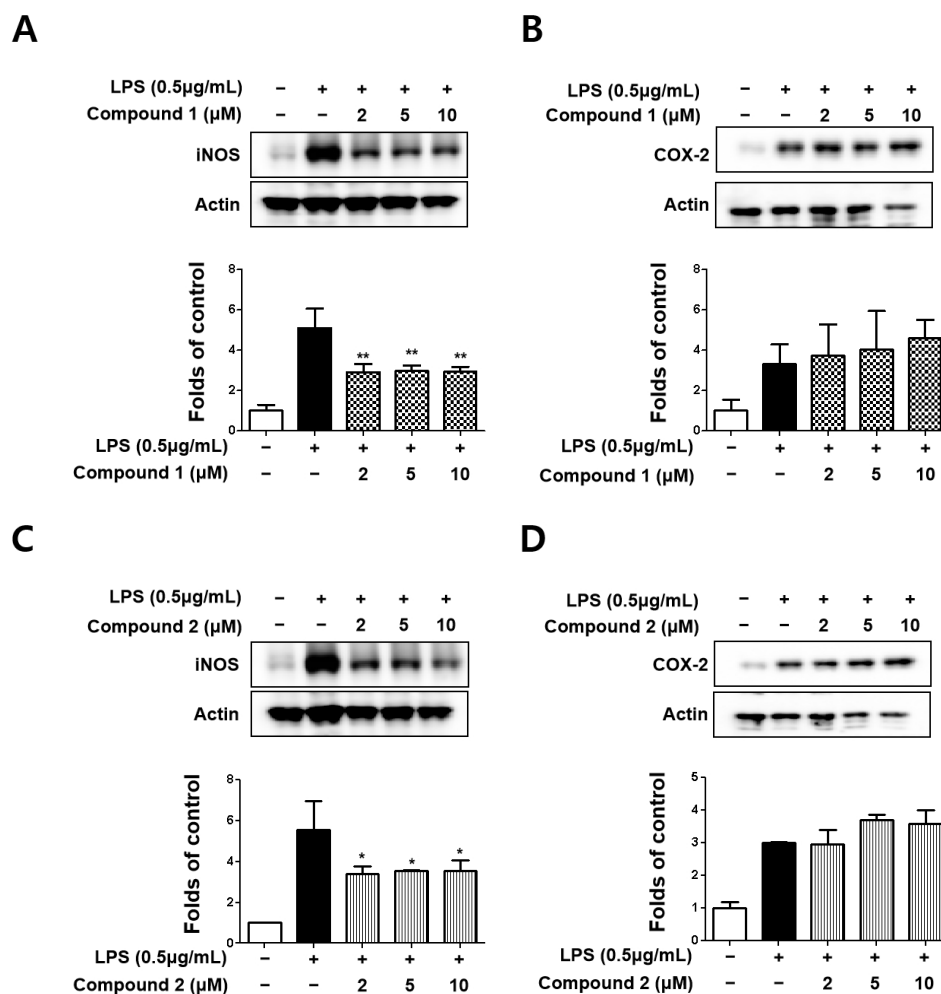 A
LPS (0.5µg/mL) – + + + +
Compound 1 (µM) – – 2 5 10
iNOS
Actin
Folds of control
8
6
4
2
0
** ** **
LPS (0.5µg/mL) – + + + +
Compound 1 (µM) – – 2 5 10
B
LPS (0.5µg/mL) – + + + +
Compound 1 (µM) – – 2 5 10
COX-2
Actin
Folds of control
8
6
4
2
0
LPS (0.5µg/mL) – + + + +
Compound 1 (µM) – – 2 5 10
C
LPS (0.5µg/mL) – + + + +
Compound 2 (µM) – – 2 5 10
iNOS
Actin
Folds of control
8
6
4
2
0
* * *
LPS (0.5µg/mL) – + + + +
Compound 2 (µM) – – 2 5 10
D
LPS (0.5µg/mL) – + + + +
Compound 2 (µM) – – 2 5 10
COX-2
Actin
Folds of control
5
4
3
2
1
0
LPS (0.5µg/mL) – + + + +
Compound 2 (µM) – – 2 5 10